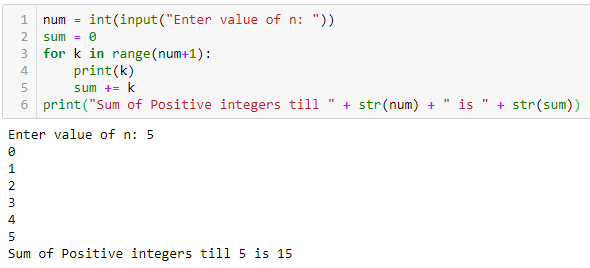 1 num = int(input("Enter value of n: "))
2 sum = 0
3 for k in range(num+1):
4     print(k)
5     sum += k
6 print("Sum of Positive integers till " + str(num) + " is " + str(sum))
Enter value of n: 5
0
1
2
3
4
5
Sum of Positive integers till 5 is 15